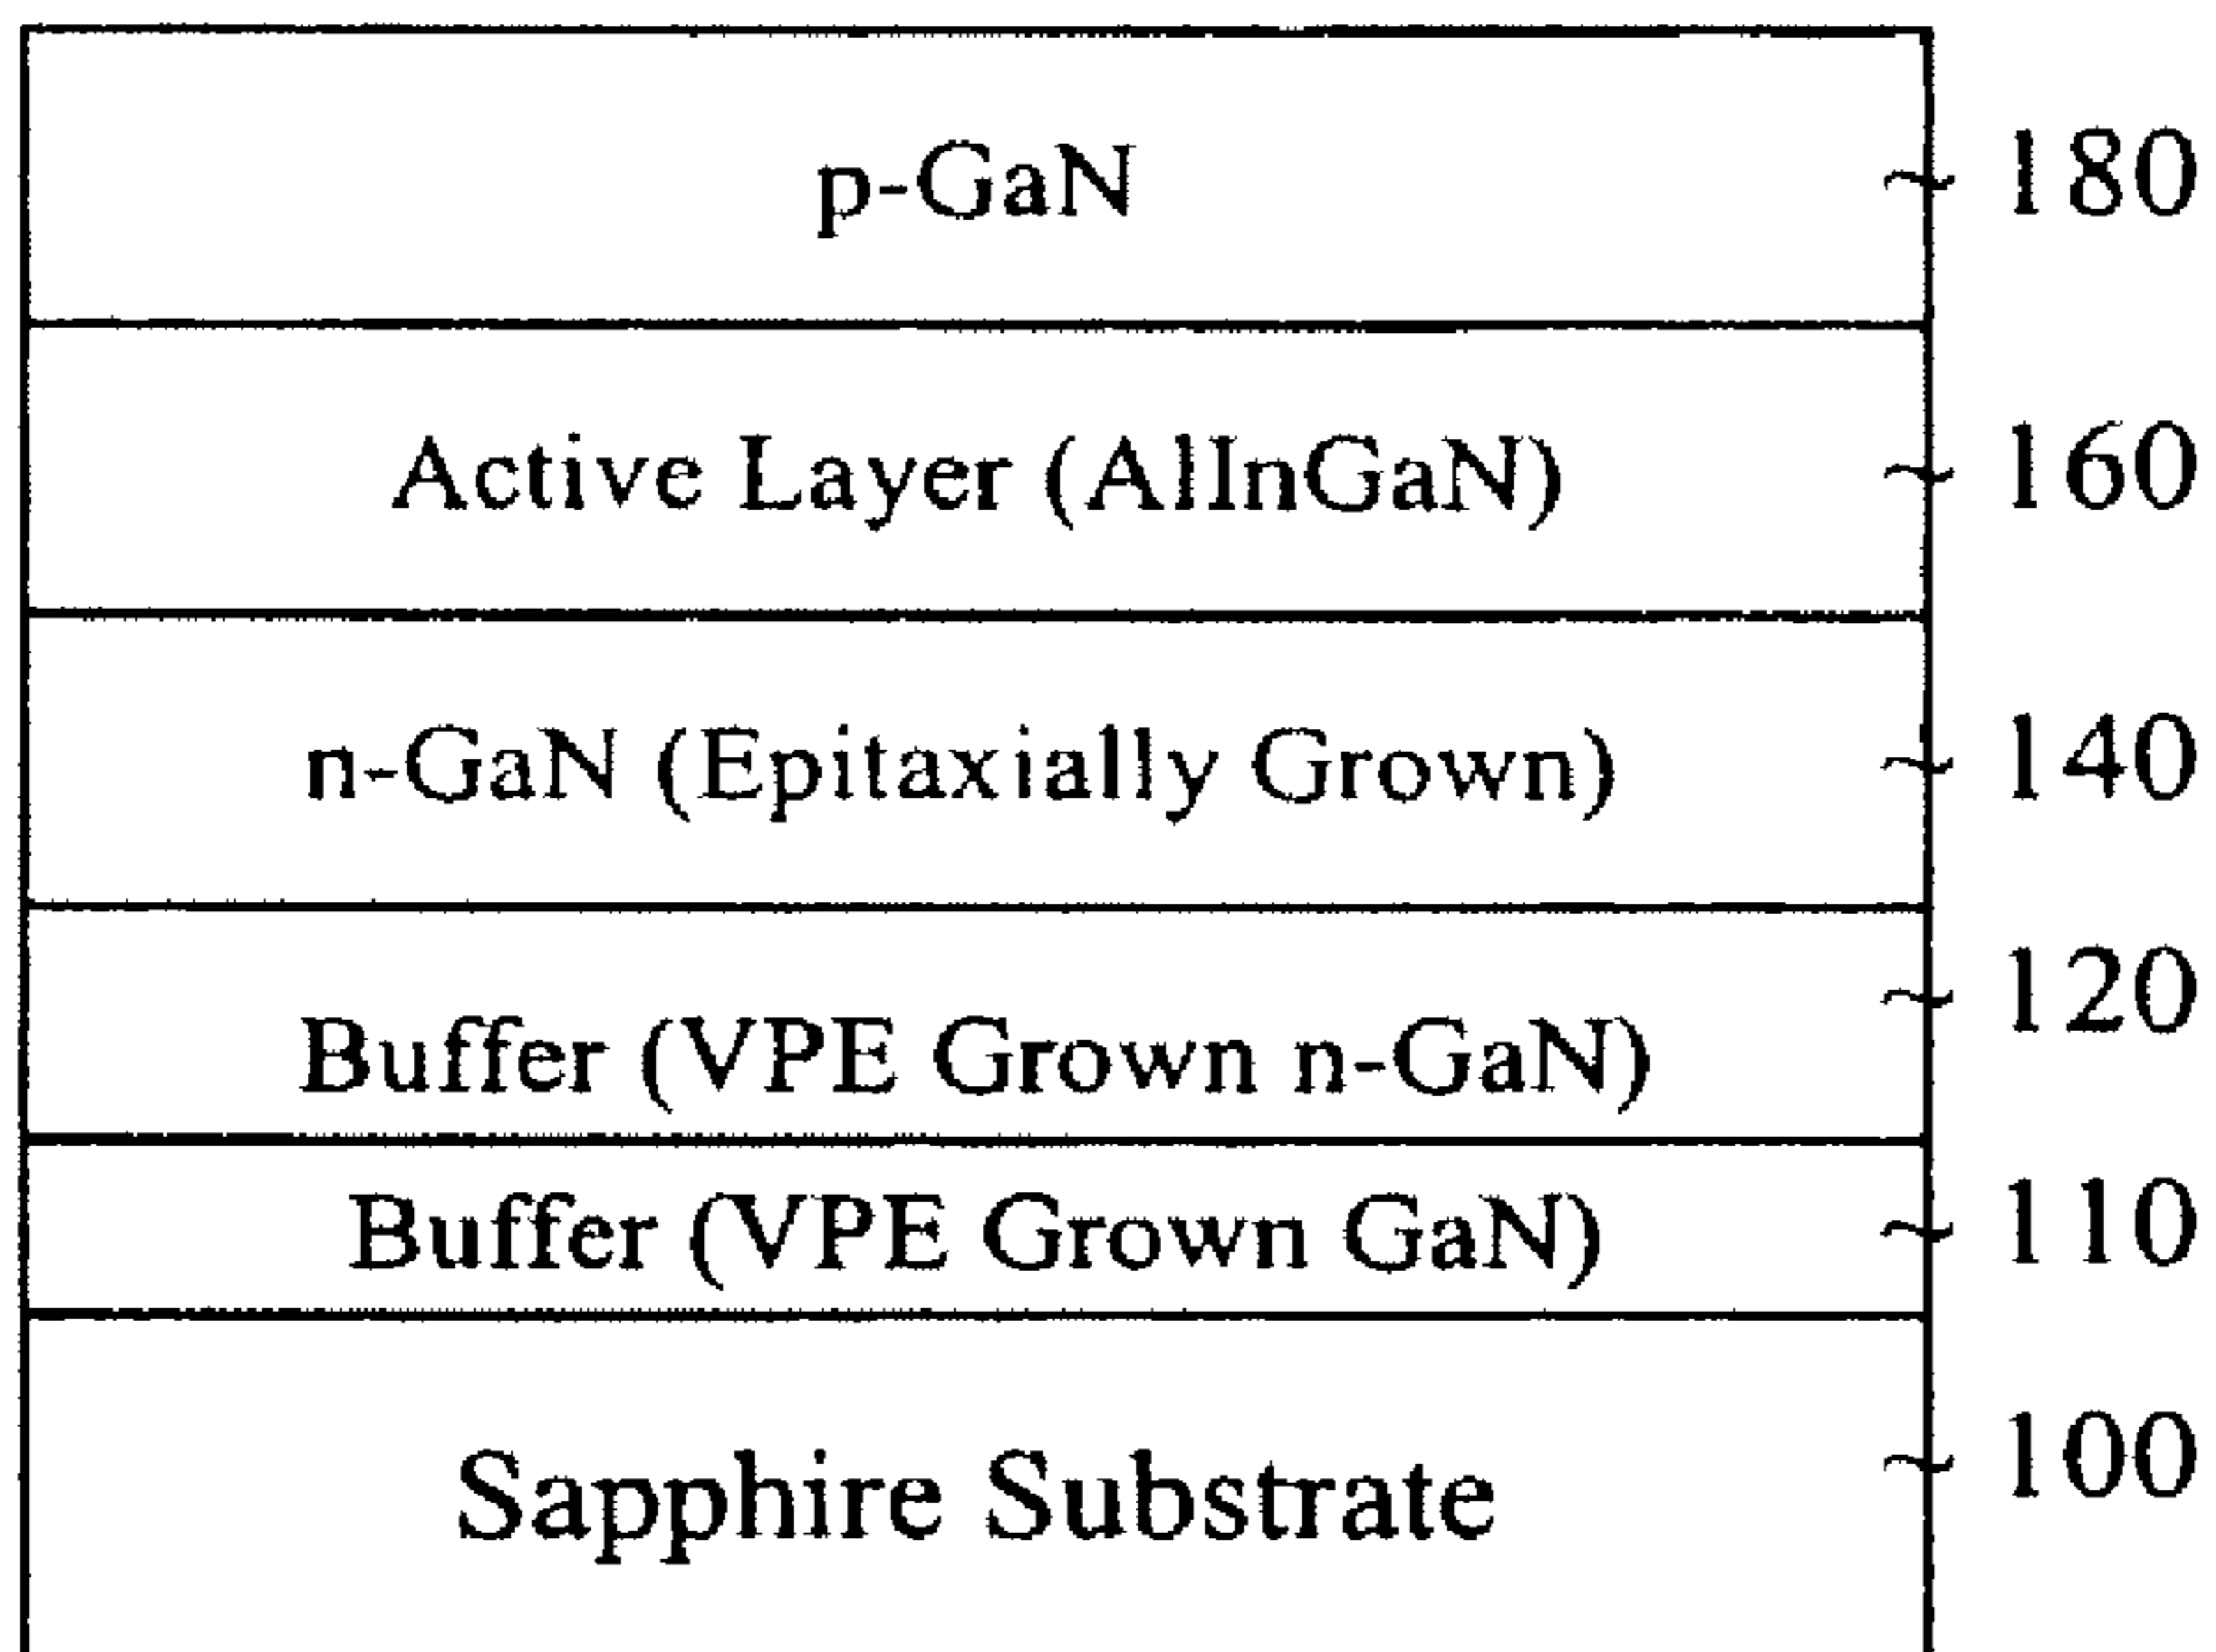 p-GaN 180
Active Layer (AlInGaN) 160
n-GaN (Epitaxially Grown) 140
Buffer (VPE Grown n-GaN) 120
Buffer (VPE Grown GaN) 110
Sapphire Substrate 100